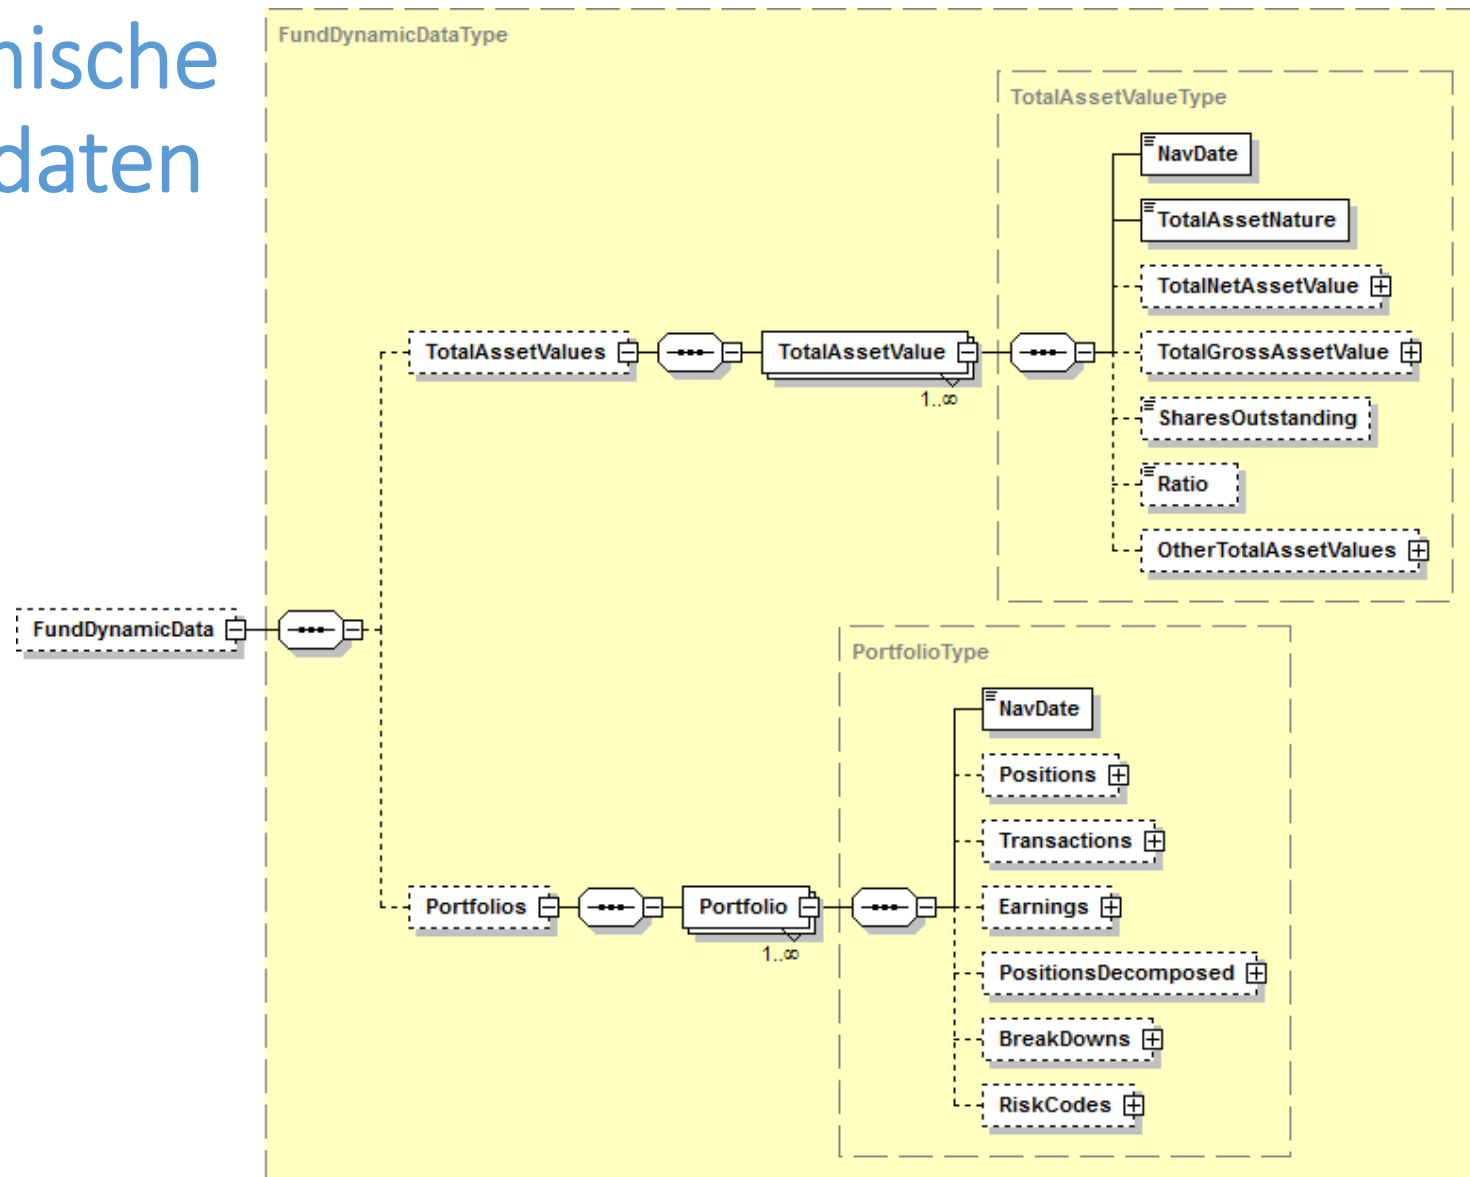 nische
daten
FundDynamicDataType
TotalAssetValueType
NavDate
TotalAssetNature
TotalNetAssetValue
TotalAssetValues
TotalAssetValue
1..∞
TotalGrossAssetValue
SharesOutstanding
Ratio
OtherTotalAssetValues
FundDynamicData
PortfolioType
NavDate
Positions
Transactions
Portfolios
Portfolio
1..∞
Earnings
PositionsDecomposed
BreakDowns
RiskCodes